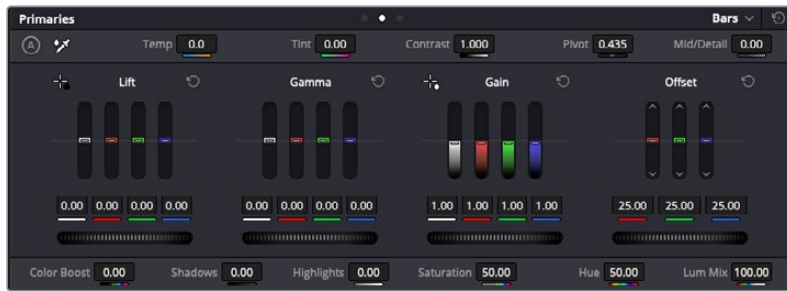 Primaries Bars
A Temp 0.0 Tint 0.00 Contrast 1.000 Pivot 0.435 Mid/Detail 0.00
Lift Gamma Gain Offset
0.00 0.00 0.00 0.00 0.00 0.00 0.00 0.00 1.00 1.00 1.00 1.00 25.00 25.00 25.00
Color Boost 0.00 Shadows 0.00 Highlights 0.00 Saturation 50.00 Hue 50.00 Lum Mix 100.00